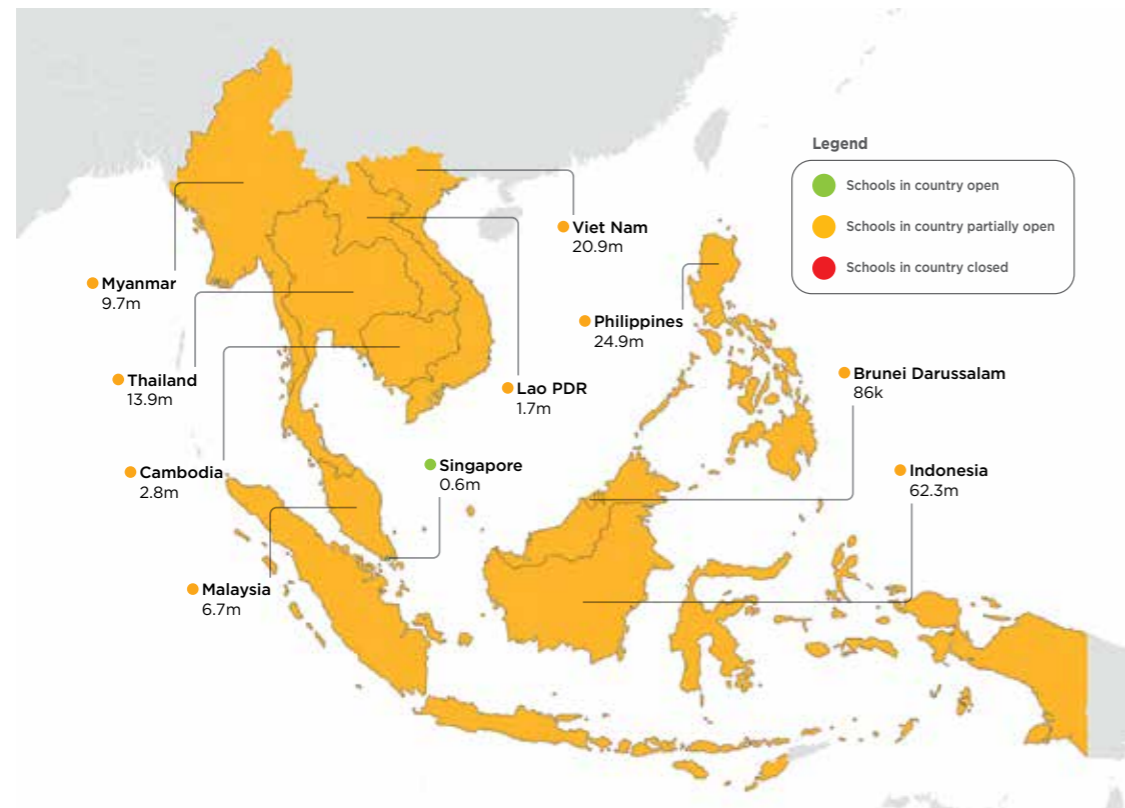 Legend
Schools in country open
Schools in country partially open
Schools in country closed
Viet Nam
20.9m
Myanmar
9.7m
Philippines
24.9m
Thailand
13.9m
Lao PDR
1.7m
Brunei Darussalam
86k
Cambodia
2.8m
Singapore
0.6m
Indonesia
62.3m
Malaysia
6.7m